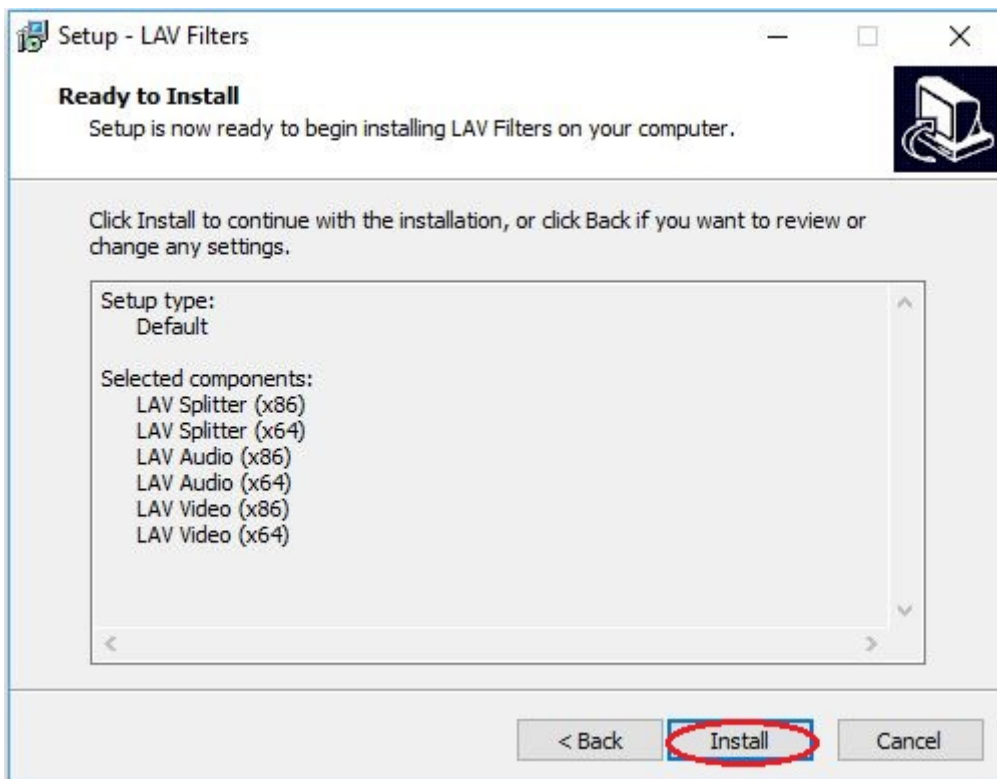 Setup - LAV Filters
Ready to Install
Setup is now ready to begin installing LAV Filters on your computer.
Click Install to continue with the installation, or click Back if you want to review or
change any settings.
Setup type:
Default
Selected components:
LAV Splitter (x86)
LAV Splitter (x64)
LAV Audio (x86)
LAV Audio (x64)
LAV Video (x86)
LAV Video (x64)
< Back
Install
Cancel